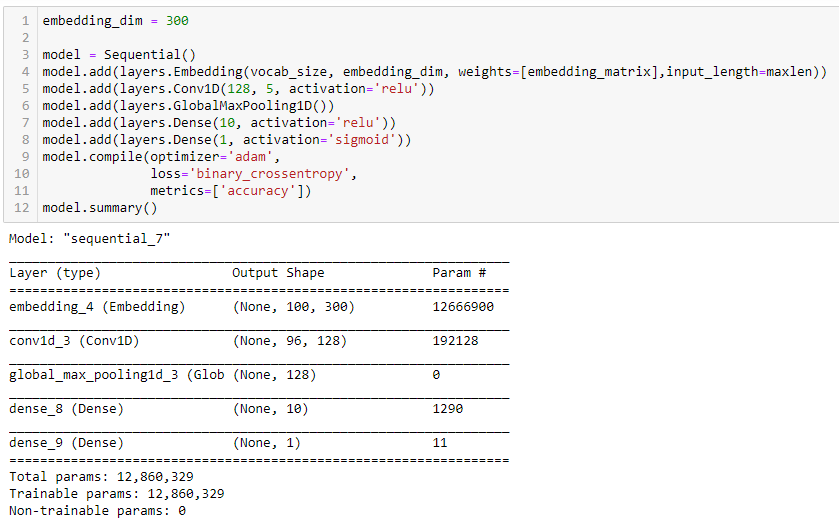 1 embedding_dim = 300
2
3 model = Sequential()
4 model.add(layers.Embedding(vocab_size, embedding_dim, weights=[embedding_matrix],input_length=maxlen))
5 model.add(layers.Conv1D(128, 5, activation='relu'))
6 model.add(layers.GlobalMaxPooling1D())
7 model.add(layers.Dense(10, activation='relu'))
8 model.add(layers.Dense(1, activation='sigmoid'))
9 model.compile(optimizer='adam',
10               loss='binary_crossentropy',
11               metrics=['accuracy'])
12 model.summary()
Model: "sequential_7"
_________________________________________________________________
Layer (type)                 Output Shape              Param #
=================================================================
embedding_4 (Embedding)      (None, 100, 300)          12666900
_________________________________________________________________
conv1d_3 (Conv1D)            (None, 96, 128)           192128
_________________________________________________________________
global_max_pooling1d_3 (Glob (None, 128)               0
_________________________________________________________________
dense_8 (Dense)              (None, 10)                1290
_________________________________________________________________
dense_9 (Dense)              (None, 1)                 11
=================================================================
Total params: 12,860,329
Trainable params: 12,860,329
Non-trainable params: 0